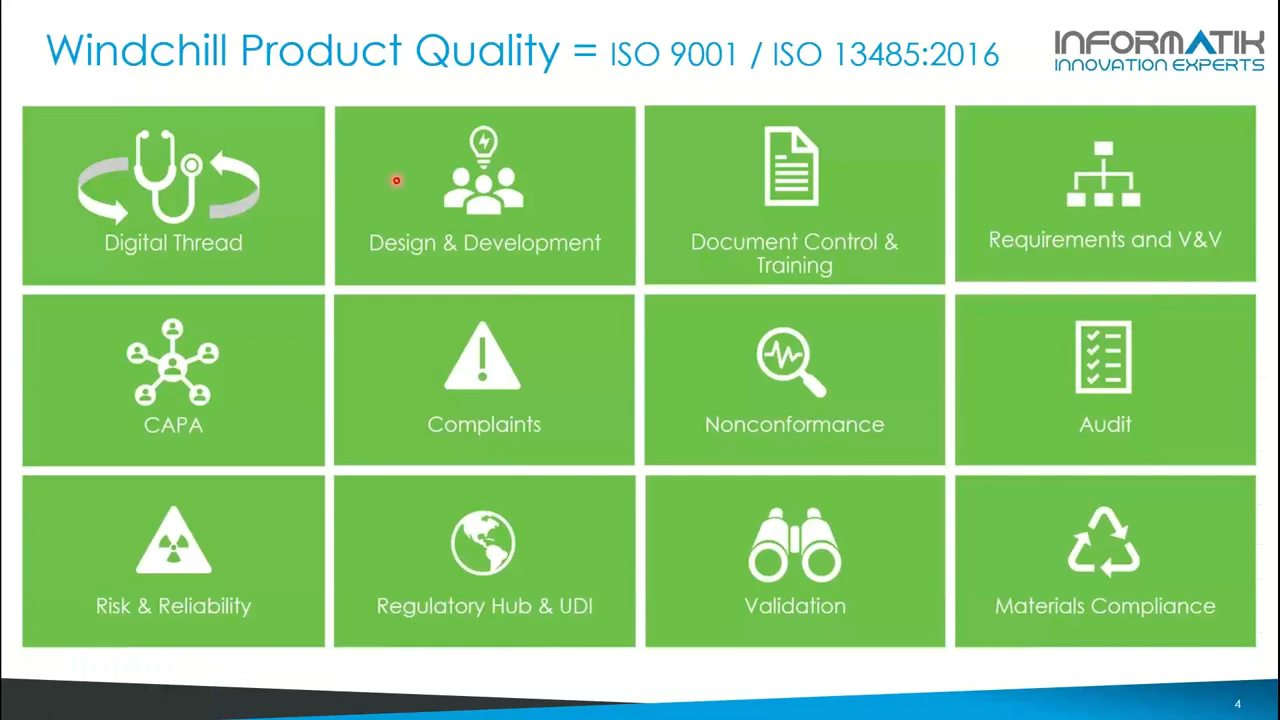 Windchill Product Quality = ISO 9001 / ISO 13485:2016
INFORMATIK
INNOVATION EXPERTS
Digital Thread
Design & Development
Document Control &
Training
Requirements and V&V
CAPA
Complaints
Nonconformance
Audit
Risk & Reliability
Regulatory Hub & UDI
Validation
Materials Compliance
4